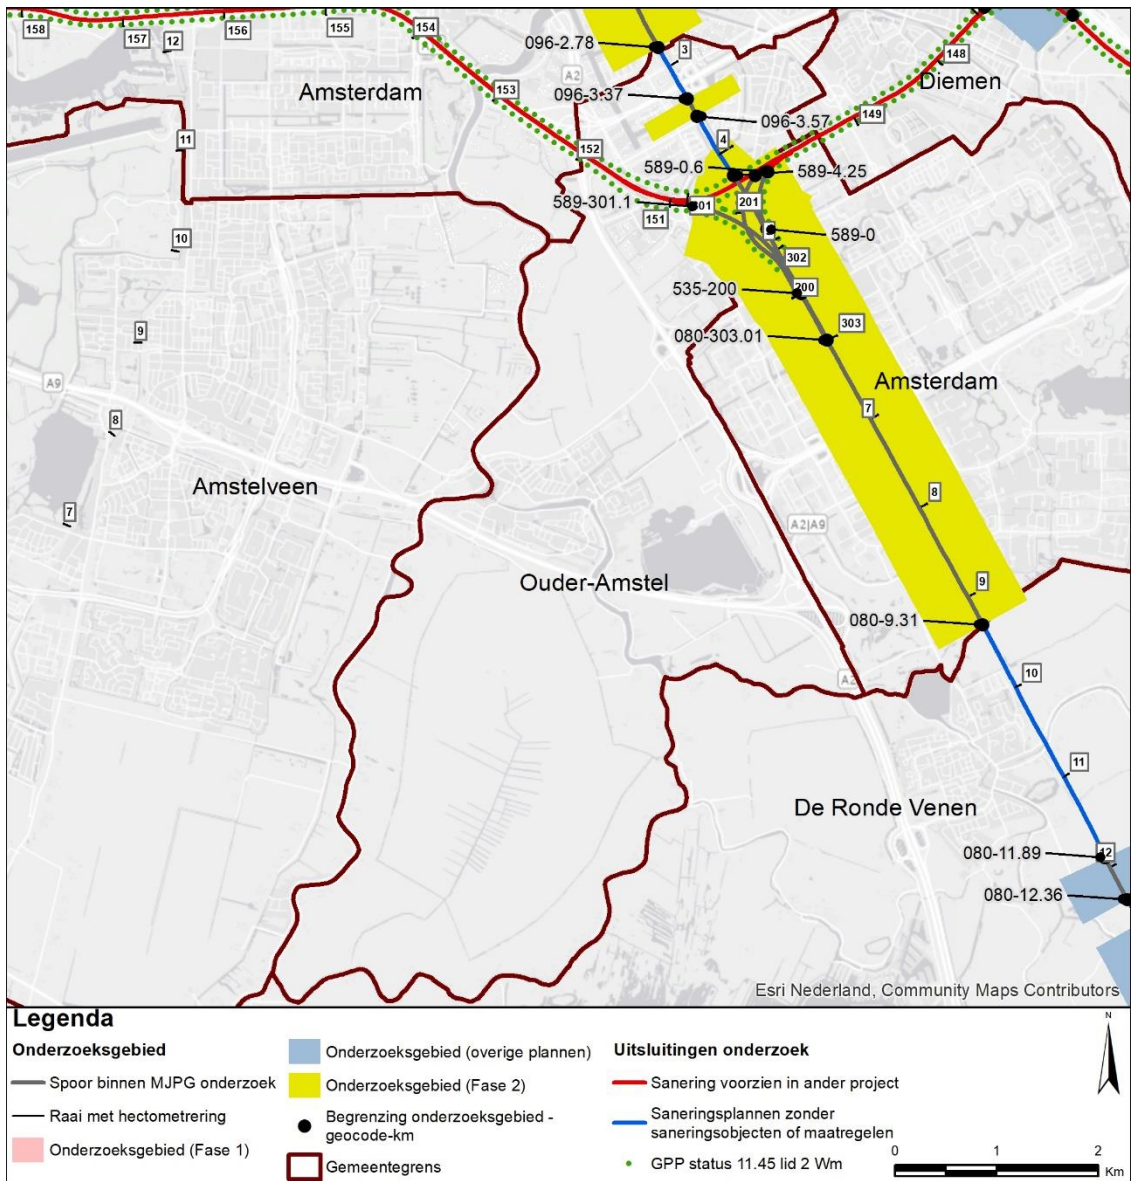 158
157
12
156
155
154
096-2.78
3
148
Amsterdam
A2
Diemen
153
096-3.37
096-3.57
149
11
152
4
589-0.6
589-4.25
589-301.1
301
201
151
589-0
10
302
535-200
200
080-303.01
303
9
A9
Amsterdam
8
7
Amstelveen
8
7
A2|A9
Ouder-Amstel
9
080-9.31
A2
10
11
De Ronde Venen
080-11.89
12
080-12.36
Esri Nederland, Community Maps Contributors
Legenda
Onderzoeksgebied
Spoor binnen MJPG onderzoek
Raai met hectometrering
Onderzoeksgebied (Fase 1)
Onderzoeksgebied (overige plannen)
Onderzoeksgebied (Fase 2)
Begrenzing onderzoeksgebied -
geocode-km
Gemeentegrens
Uitsluitingen onderzoek
Sanering voorzien in ander project
Saneringsplannen zonder
saneringsobjecten of maatregelen
GPP status 11.45 lid 2 Wm
N
0 1 2
Km